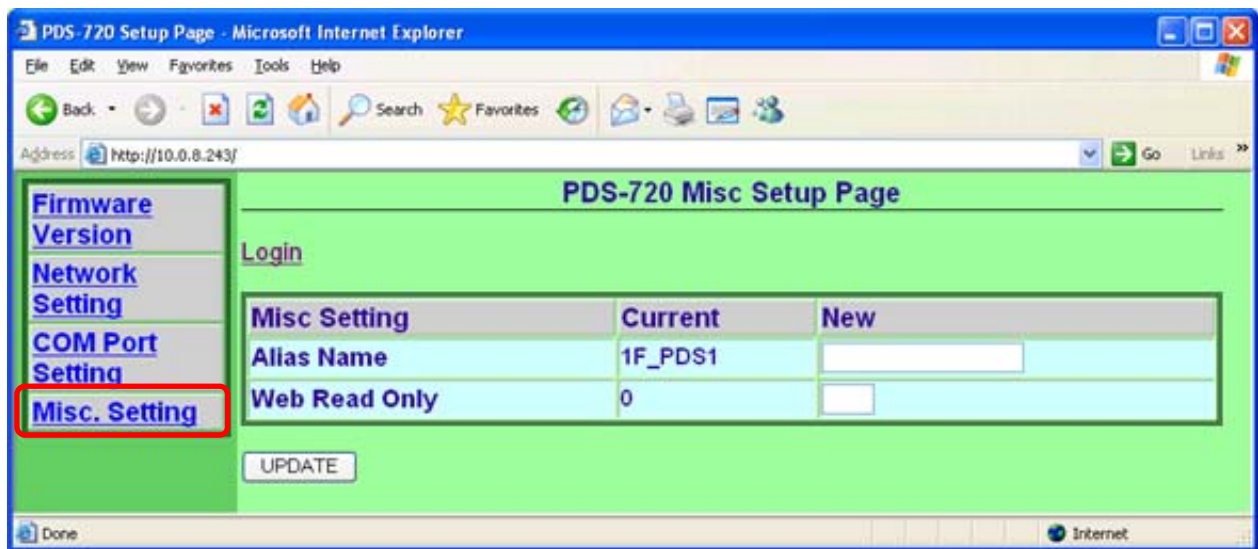 PDS-720 Setup Page - Microsoft Internet Explorer
File Edit View Favorites Tools Help
Back Search Favorites
Address http://10.0.8.243/ Go Links »
Firmware
Version
Network
Setting
COM Port
Setting
Misc. Setting
PDS-720 Misc Setup Page
Login
Misc Setting Current New
Alias Name 1F_PDS1
Web Read Only 0
UPDATE
Done Internet